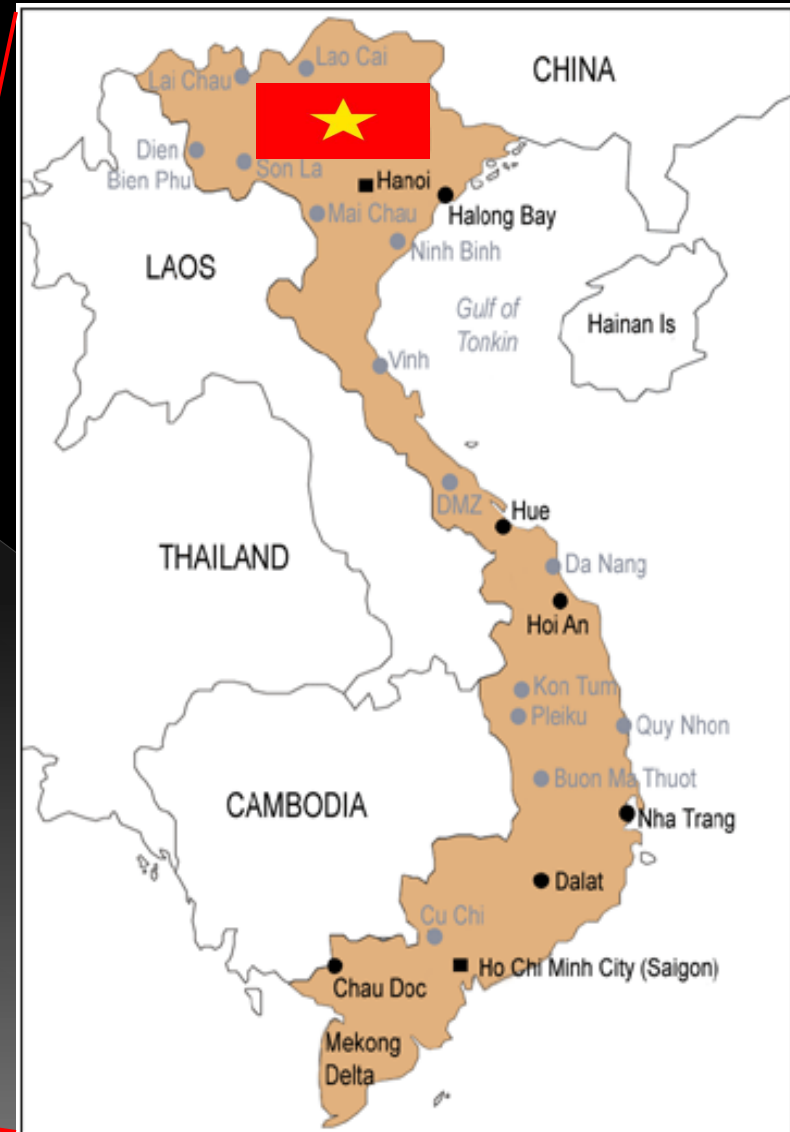 Lao Cai
CHINA
Lai Chau
Dien
Bien Phu
Son La
Hanoi
Mai Chau
Halong Bay
Ninh Binh
LAOS
Gulf of
Tonkin
Hainan Is
Vinh
DMZ
Hue
THAILAND
Da Nang
Hoi An
Kon Tum
Pleiku
Quy Nhon
Buon Ma Thuot
CAMBODIA
Nha Trang
Dalat
Cu Chi
Ho Chi Minh City (Saigon)
Chau Doc
Mekong
Delta